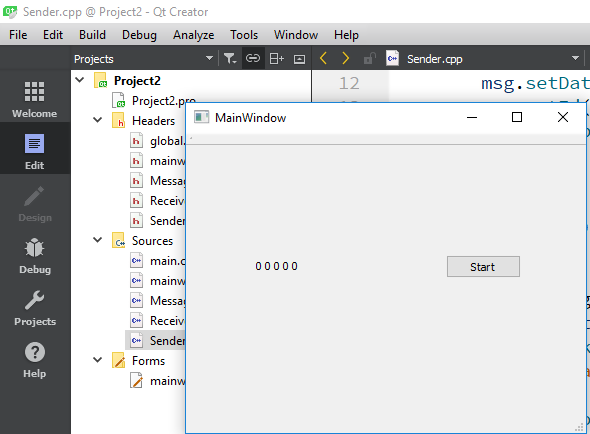 Sender.cpp @ Project2 - Qt Creator
File Edit Build Debug Analyze Tools Window Help
Projects
Sender.cpp
Welcome
Edit
Design
Debug
Projects
Help
Project2
Project2.pro
Headers
global.
mainw
Messag
Receive
Sender
Sources
main.c
mainw
Messag
Receive
Sender
Forms
mainw
12 msg.setDat
MainWindow
0 0 0 0 0
Start